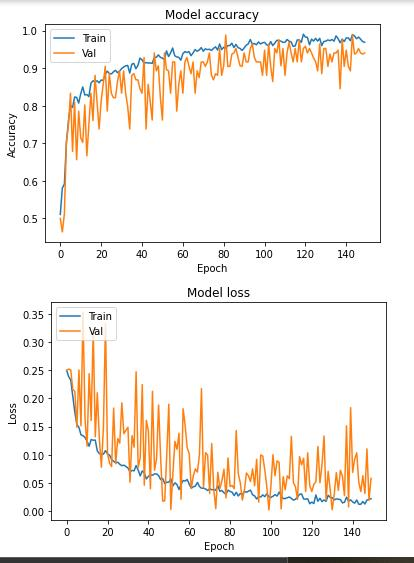 Model accuracy
1.0
0.9
0.8
0.7
0.6
0.5
Accuracy
Train
Val
0 20 40 60 80 100 120 140
Epoch
Model loss
0.35
0.30
0.25
0.20
0.15
0.10
0.05
0.00
Loss
Train
Val
0 20 40 60 80 100 120 140
Epoch